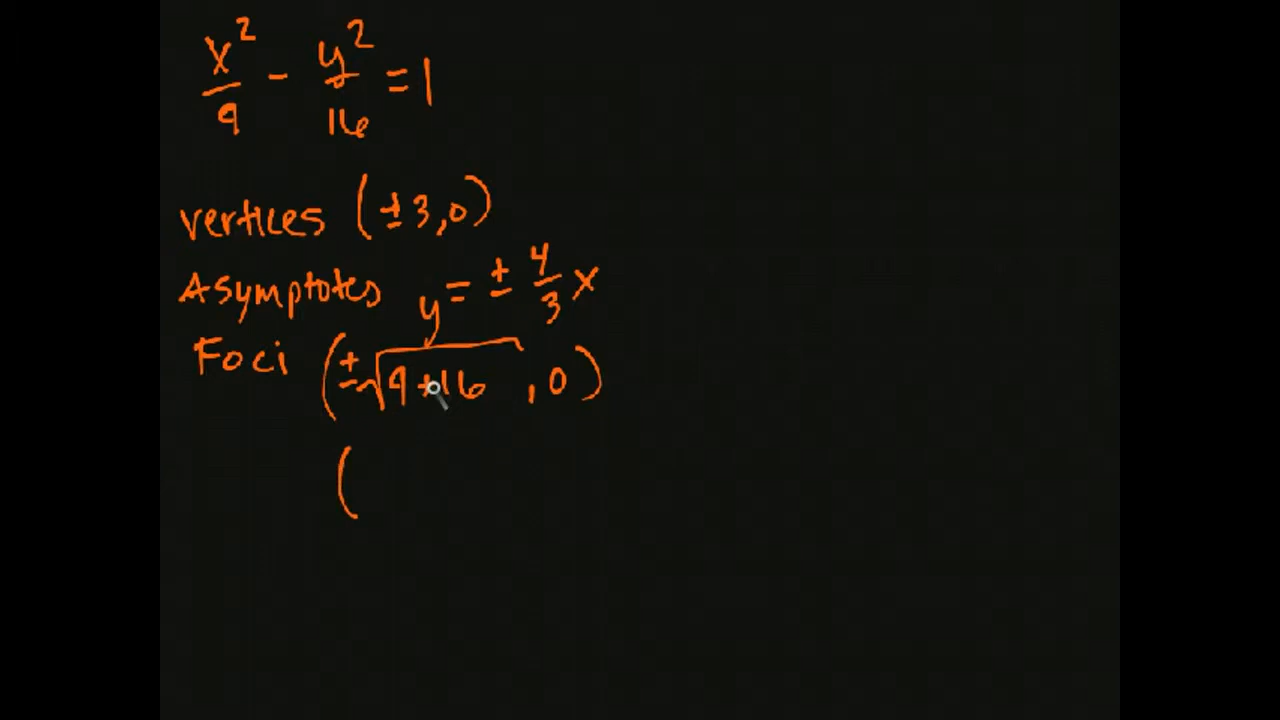 x²/9 - y²/16 = 1
vertices (±3,0)
Asymptotes y = ± 4/3 x
Foci (±√9+16 ,0)
(